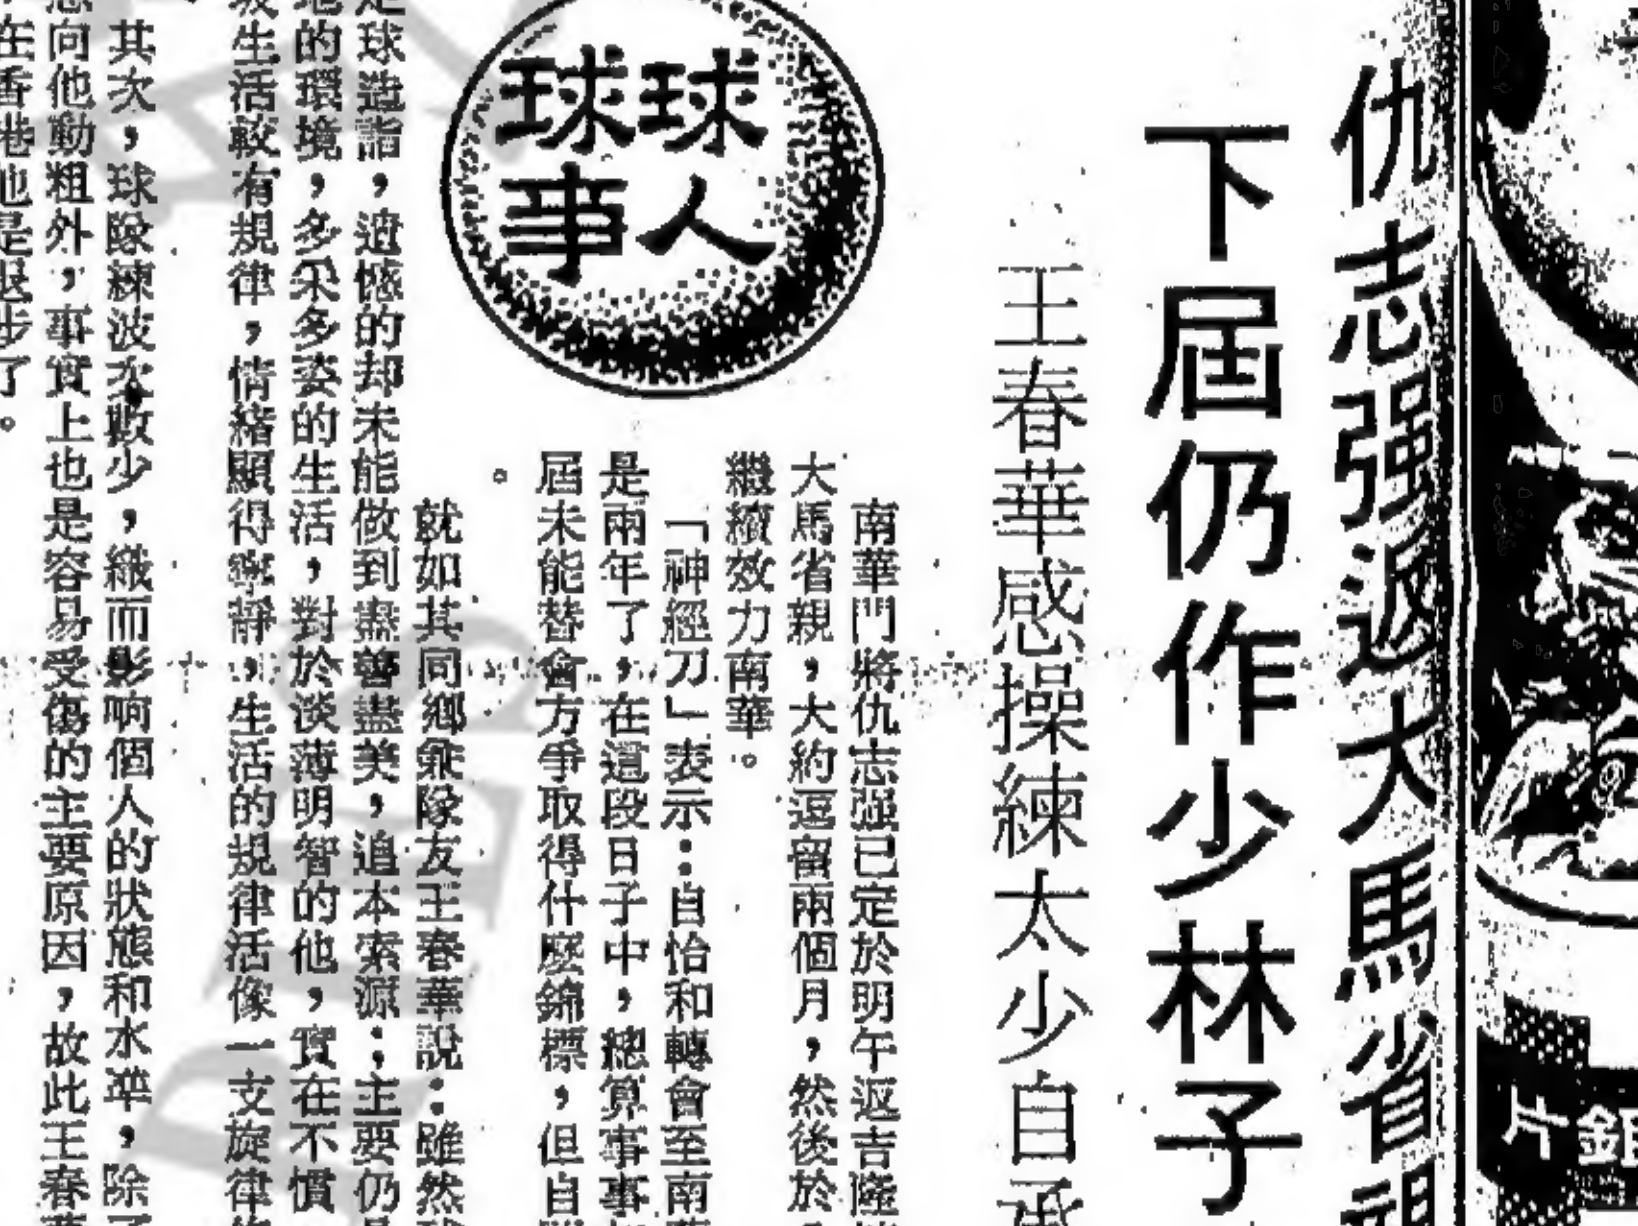 仇志强返大馬省親
下屆仍作少林子
王春華感操練太少自承
球人
球事
南華門將仇志强已定於明午返吉隆
大馬省親，大約逗留兩個月，然後於
繼續效力南華。
「神經刀」表示：自怡和轉會至南華
是兩年了，在這段日子中，總算事事
屆未能替會方爭取得什麼錦標，但自
。
就如其同鄉兼隊友王春華說：雖然
是球造詣，遺憾的却未能做到盡善盡美，追本索源；主要仍
的環境，多采多姿的生活，對於淡薄明智的他，實在不慣
生活較有規律，情緒顯得寧靜，生活的規律活像一支旋律
其次，球隊練波次數少，織而影响個人的狀態和水準，除
向他動粗外，事實上也是容易受傷的主要原因，故此王春華
在香港他是退步了。
片